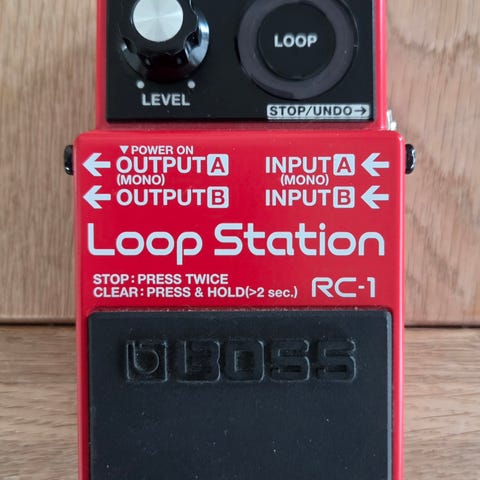 LOOP
LEVEL
STOP/UNDO→
▼POWER ON
← OUTPUT A INPUT A ←
(MONO) (MONO)
← OUTPUT B INPUT B ←
Loop Station
STOP: PRESS TWICE
CLEAR: PRESS & HOLD(>2 sec.) RC-1
BOSS